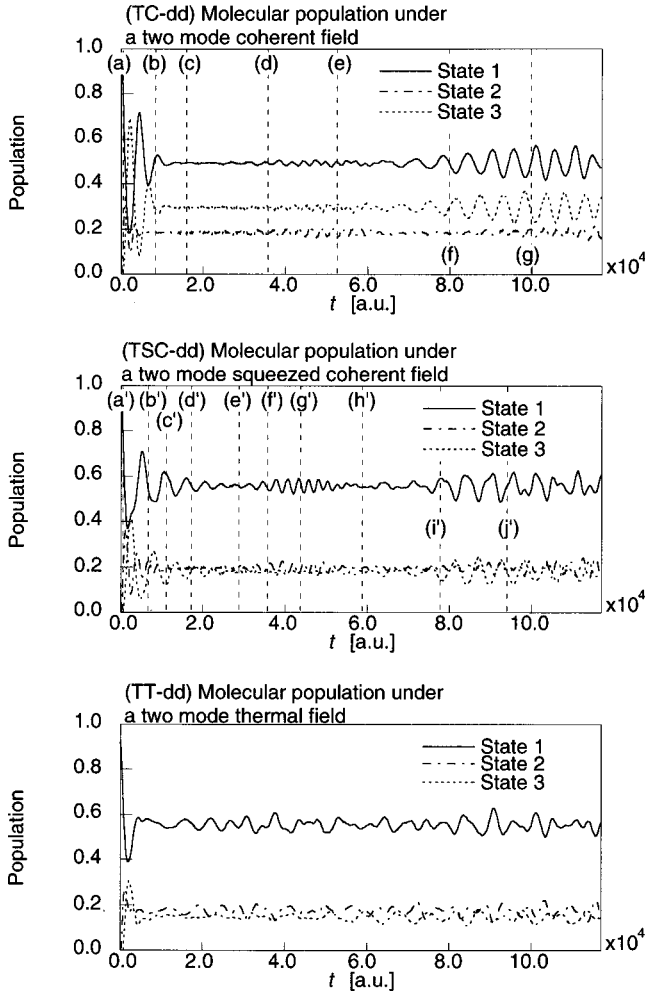 (TC-dd) Molecular population under
a two mode coherent field
1.0
(a) (b) (c) (d) (e)
State 1
0.8
State 2
State 3
0.6
Population
0.4
0.2
(f) (g)
0.0
x10⁴
0.0 2.0 4.0 6.0 8.0 10.0
t [a.u.]
(TSC-dd) Molecular population under
a two mode squeezed coherent field
1.0
(a') (b') (d') (e') (f') (g') (h')
(c')
State 1
0.8
State 2
State 3
0.6
Population
(i') (j')
0.4
0.2
0.0
x10⁴
0.0 2.0 4.0 6.0 8.0 10.0
t [a.u.]
(TT-dd) Molecular population under
a two mode thermal field
1.0
State 1
State 2
0.8
State 3
0.6
Population
0.4
0.2
0.0
x10⁴
0.0 2.0 4.0 6.0 8.0 10.0
t [a.u.]